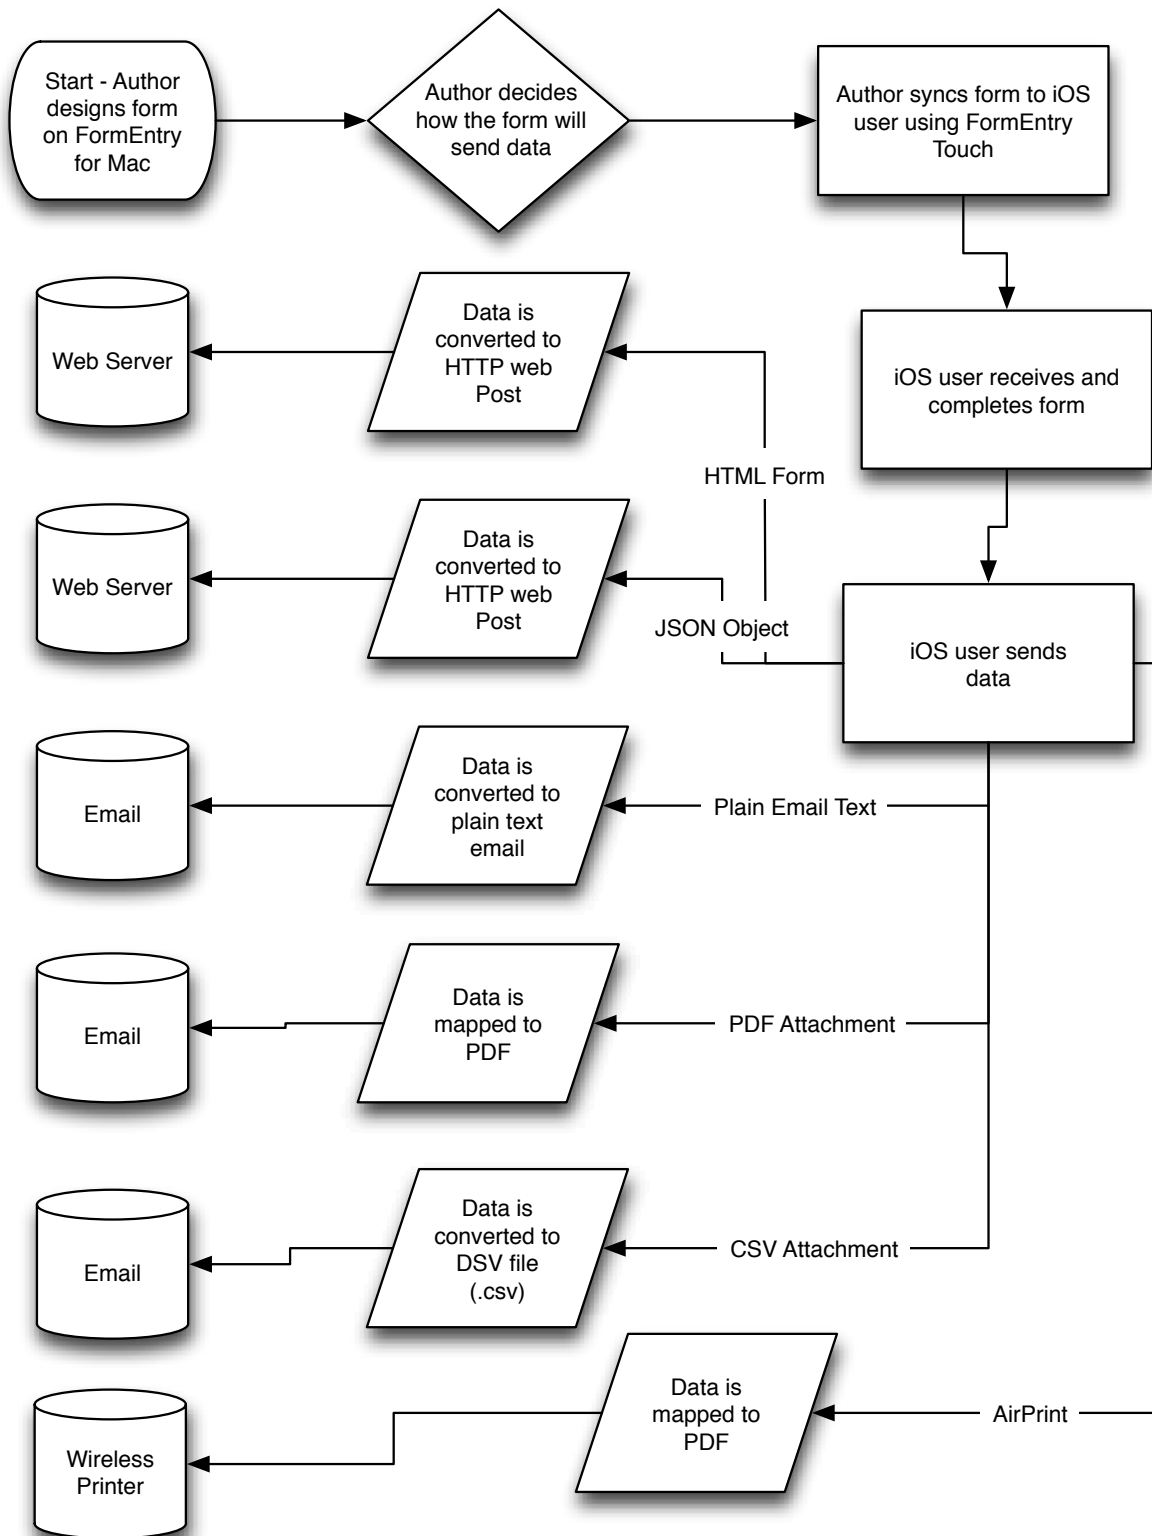 Start - Author
designs form
on FormEntry
for Mac
Author decides
how the form will
send data
Author syncs form to iOS
user using FormEntry
Touch
Web Server
Data is
converted to
HTTP web
Post
iOS user receives and
completes form
HTML Form
Web Server
Data is
converted to
HTTP web
Post
JSON Object
iOS user sends
data
Email
Data is
converted to
plain text
email
Plain Email Text
Email
Data is
mapped to
PDF
PDF Attachment
Email
Data is
converted to
DSV file
(.csv)
CSV Attachment
Wireless
Printer
Data is
mapped to
PDF
AirPrint